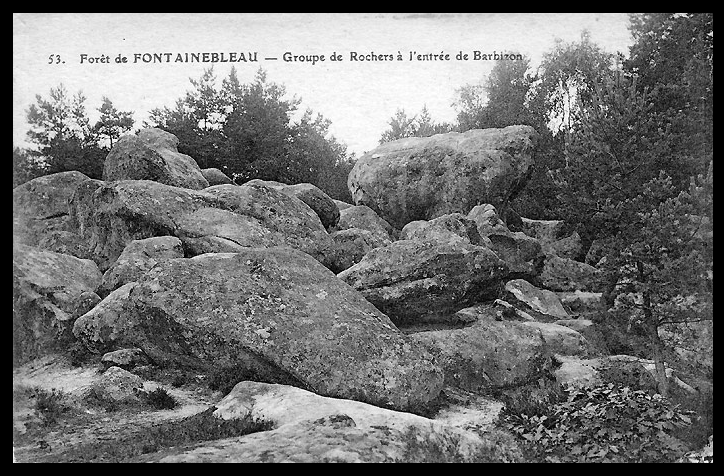 53. Forêt de FONTAINEBLEAU — Groupe de Rochers à l'entrée de Barbizon